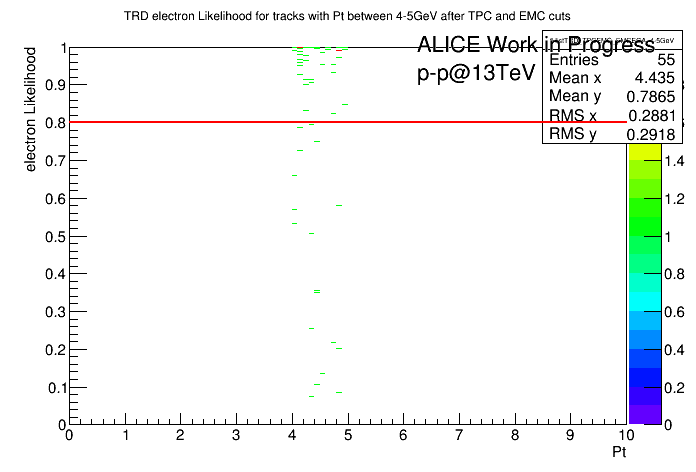 TRD electron Likelihood for tracks with Pt between 4-5GeV after TPC and EMC cuts
ALICE Work in Progress
p-p@13TeV
Entries 55
Mean x 4.435
Mean y 0.7865
RMS x 0.2881
RMS y 0.2918
electron Likelihood
1
0.9
0.8
0.7
0.6
0.5
0.4
0.3
0.2
0.1
0
0 1 2 3 4 5 6 7 8 9 10
Pt
1.4
1.2
1
0.8
0.6
0.4
0.2
0